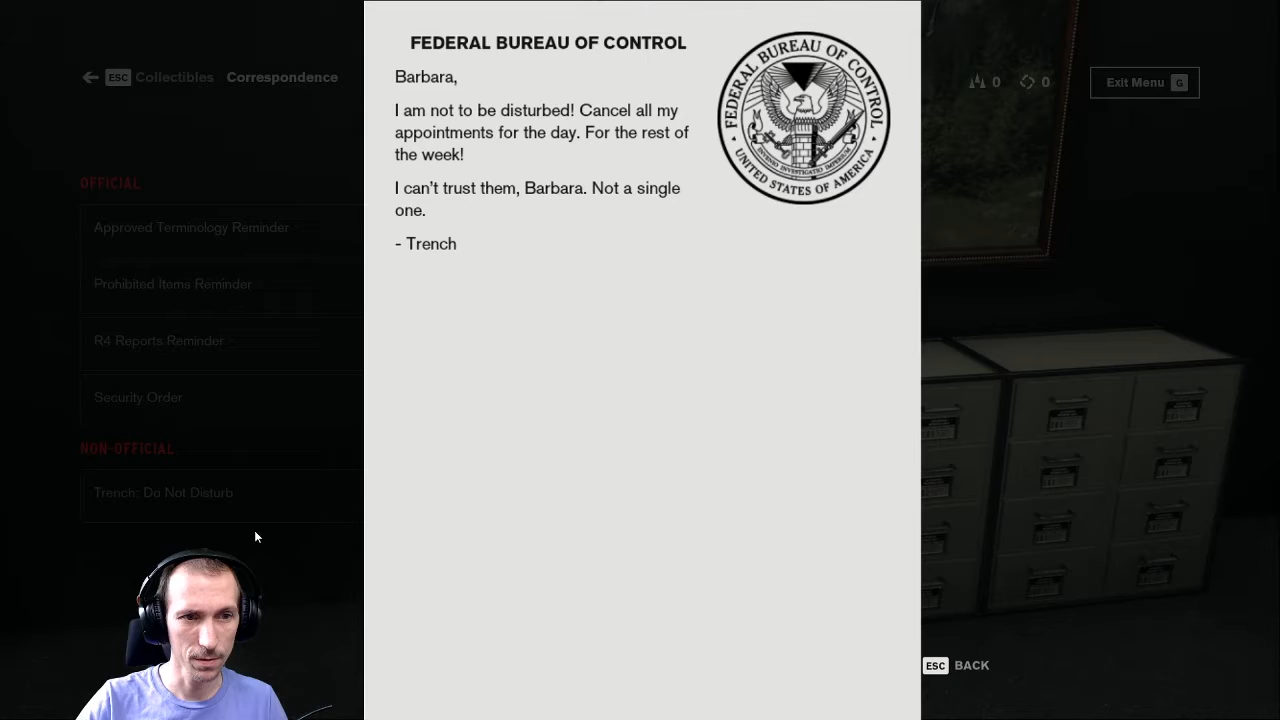 FEDERAL BUREAU OF CONTROL
Barbara,
I am not to be disturbed! Cancel all my
appointments for the day. For the rest of
the week!
I can't trust them, Barbara. Not a single
one.
- Trench
FEDERAL BUREAU OF CONTROL
INVENIO INVESTIGATIO IMPERIUM
• UNITED STATES OF AMERICA •
ESC Collectibles Correspondence
0 0
Exit Menu G
OFFICIAL
Approved Terminology Reminder
Prohibited Items Reminder
R4 Reports Reminder
Security Order
NON-OFFICIAL
Trench: Do Not Disturb
ESC BACK